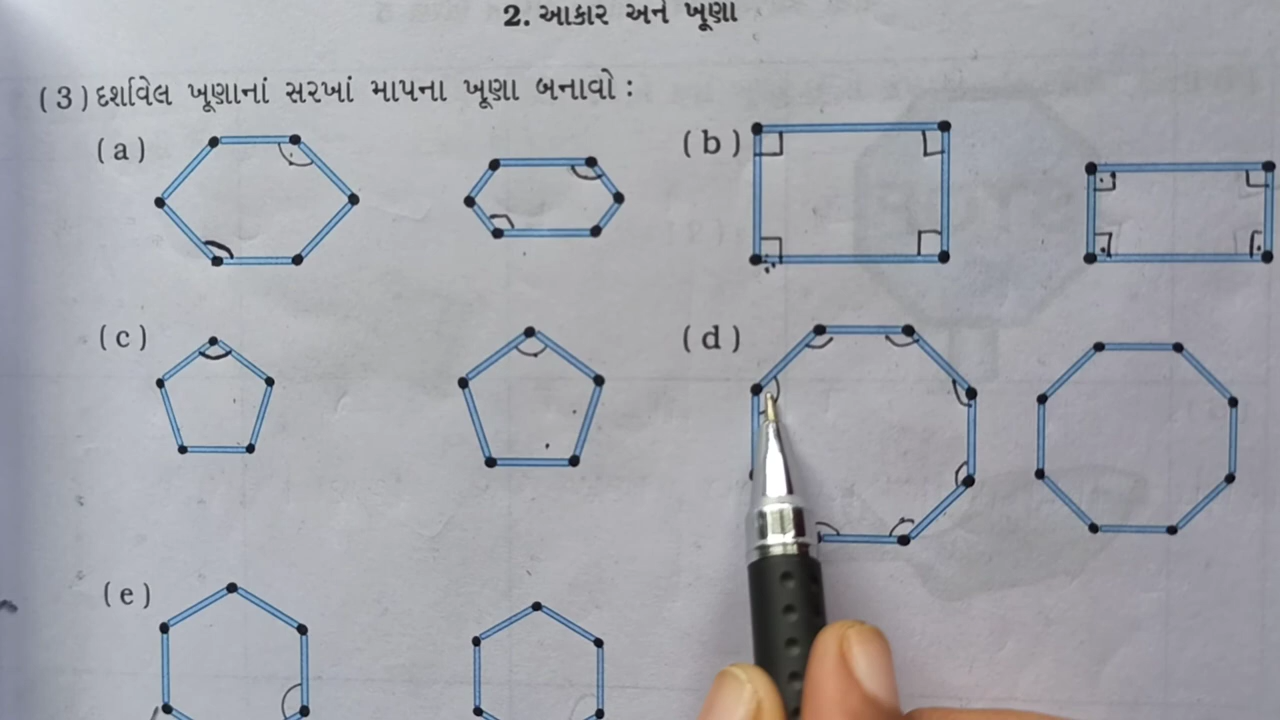 2. આકાર અને ખૂણા
(3) દર્શાવેલ ખૂણાનાં સરખાં માપના ખૂણા બનાવો :
(a) (b)
(c) (d)
(e)